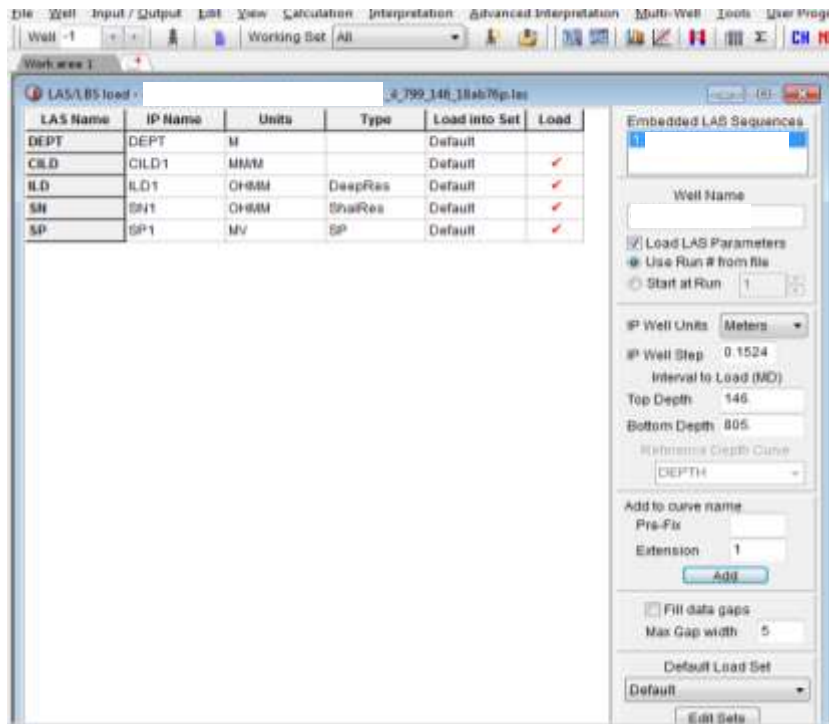 File Well Input / Output Edit View Calculation Interpretation Advanced Interpretation Multi-Well Tools User Prog
Well -1 Working Set All CH
Work area 1
LAS/LBS load - _4_799_146_18ab76p.las
LAS Name IP Name Units Type Load into Set Load
DEPT DEPT M Default
CILD CILD1 MM/M Default ✔
ILD ILD1 OHMM DeepRes Default ✔
SN SN1 OHMM ShalRes Default ✔
SP SP1 MV SP Default ✔
Embedded LAS Sequences
1
Well Name
Load LAS Parameters
Use Run # from file
Start at Run 1
IP Well Units Meters
IP Well Step 0.1524
Interval to Load (MD)
Top Depth 146
Bottom Depth 805
Reference Depth Curve
DEPTH
Add to curve name
Pre-Fix
Extension 1
Add
Fill data gaps
Max Gap width 5
Default Load Set
Default
Edit Sets